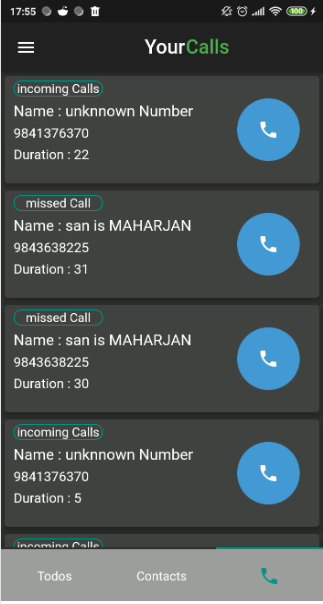 17:55
100
YourCalls
incoming Calls
Name : unknnown Number
9841376370
Duration : 22
missed Call
Name : san is MAHARJAN
9843638225
Duration : 31
missed Call
Name : san is MAHARJAN
9843638225
Duration : 30
incoming Calls
Name : unknnown Number
9841376370
Duration : 5
incoming Calls
Todos
Contacts